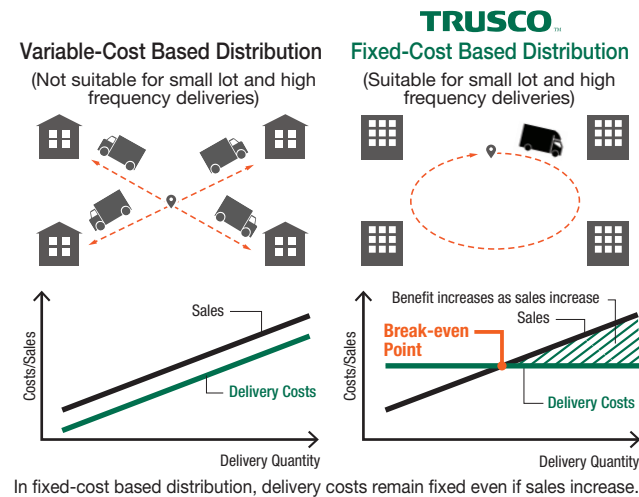 TRUSCO™
Variable-Cost Based Distribution
(Not suitable for small lot and high
frequency deliveries)
Fixed-Cost Based Distribution
(Suitable for small lot and high
frequency deliveries)
Costs/Sales
Sales
Delivery Costs
Delivery Quantity
Costs/Sales
Benefit increases as sales increase
Sales
Break-even
Point
Delivery Costs
Delivery Quantity
In fixed-cost based distribution, delivery costs remain fixed even if sales increase.